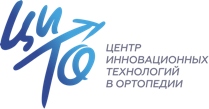 ЦИТО
ЦЕНТР
ИННОВАЦИОННЫХ
ТЕХНОЛОГИЙ
В ОРТОПЕДИИ